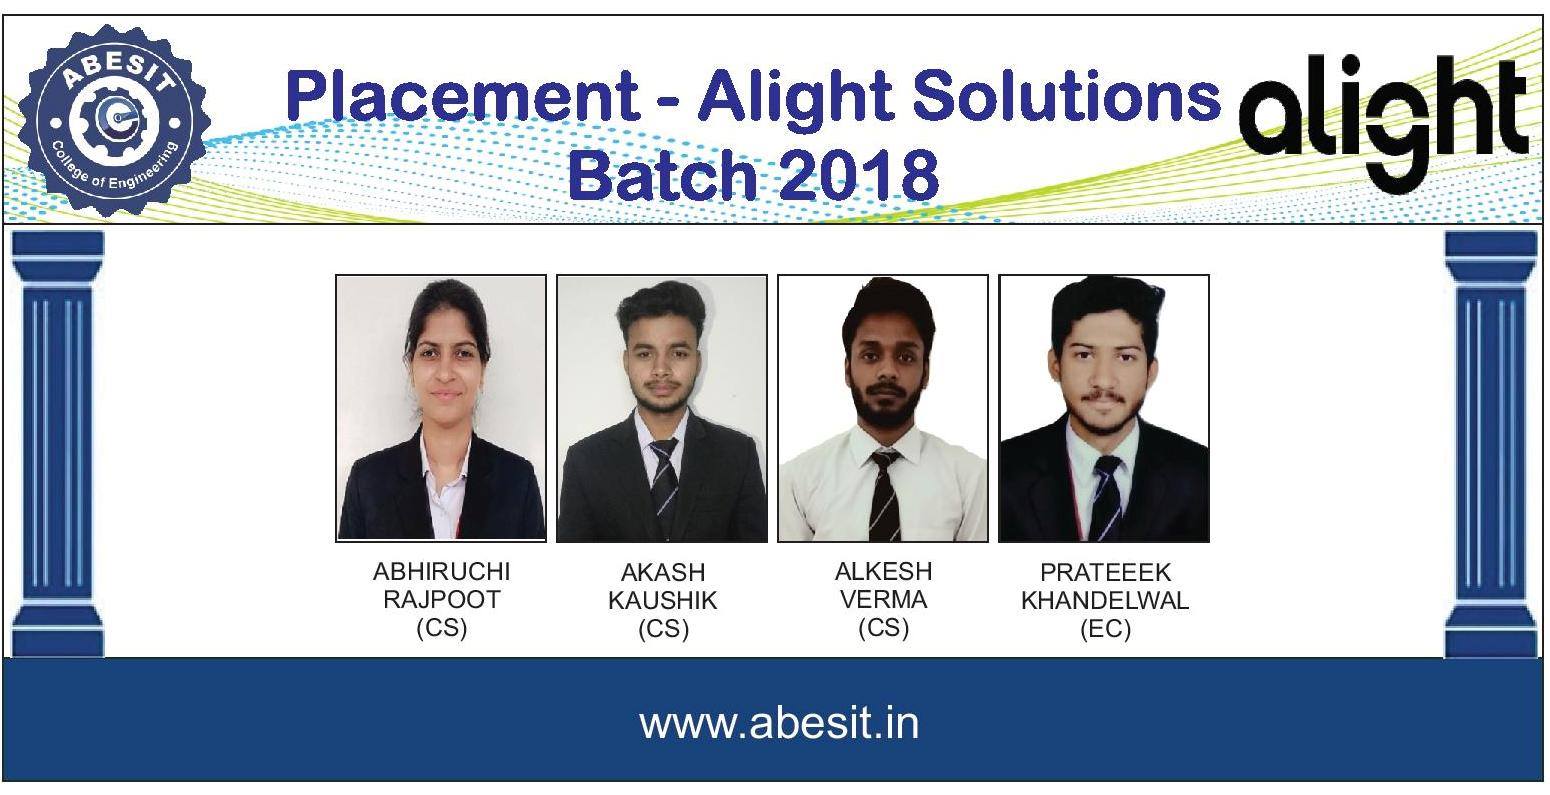 ABESIT
College of Engineering
Placement - Alight Solutions
Batch 2018
alight
ABHIRUCHI
RAJPOOT
(CS)
AKASH
KAUSHIK
(CS)
ALKESH
VERMA
(CS)
PRATEEEK
KHANDELWAL
(EC)
www.abesit.in